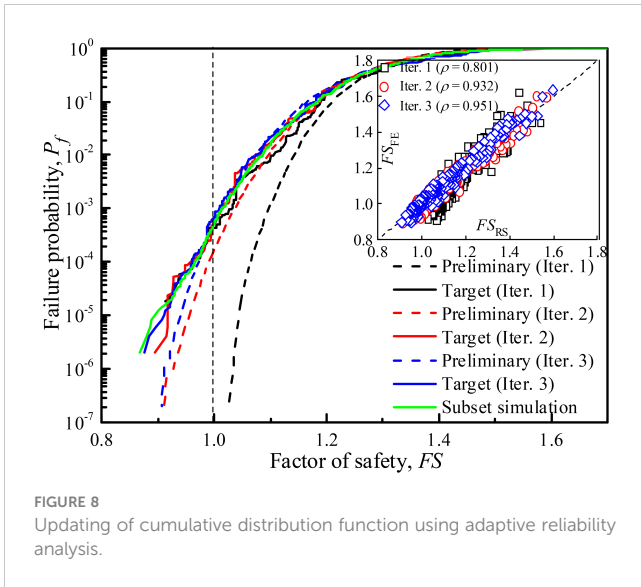 10⁰
10⁻¹
10⁻²
10⁻³
10⁻⁴
10⁻⁵
10⁻⁶
10⁻⁷
Failure probability, P_f
0.8
1.0
1.2
1.4
1.6
Factor of safety, FS
1.8
1.6
1.4
1.2
1.0
0.8
FS_FE
Iter. 1 (ρ = 0.801)
Iter. 2 (ρ = 0.932)
Iter. 3 (ρ = 0.951)
FS_RS
0.8
1.0
1.2
1.4
1.6
1.8
Preliminary (Iter. 1)
Target (Iter. 1)
Preliminary (Iter. 2)
Target (Iter. 2)
Preliminary (Iter. 3)
Target (Iter. 3)
Subset simulation
FIGURE 8
Updating of cumulative distribution function using adaptive reliability
analysis.